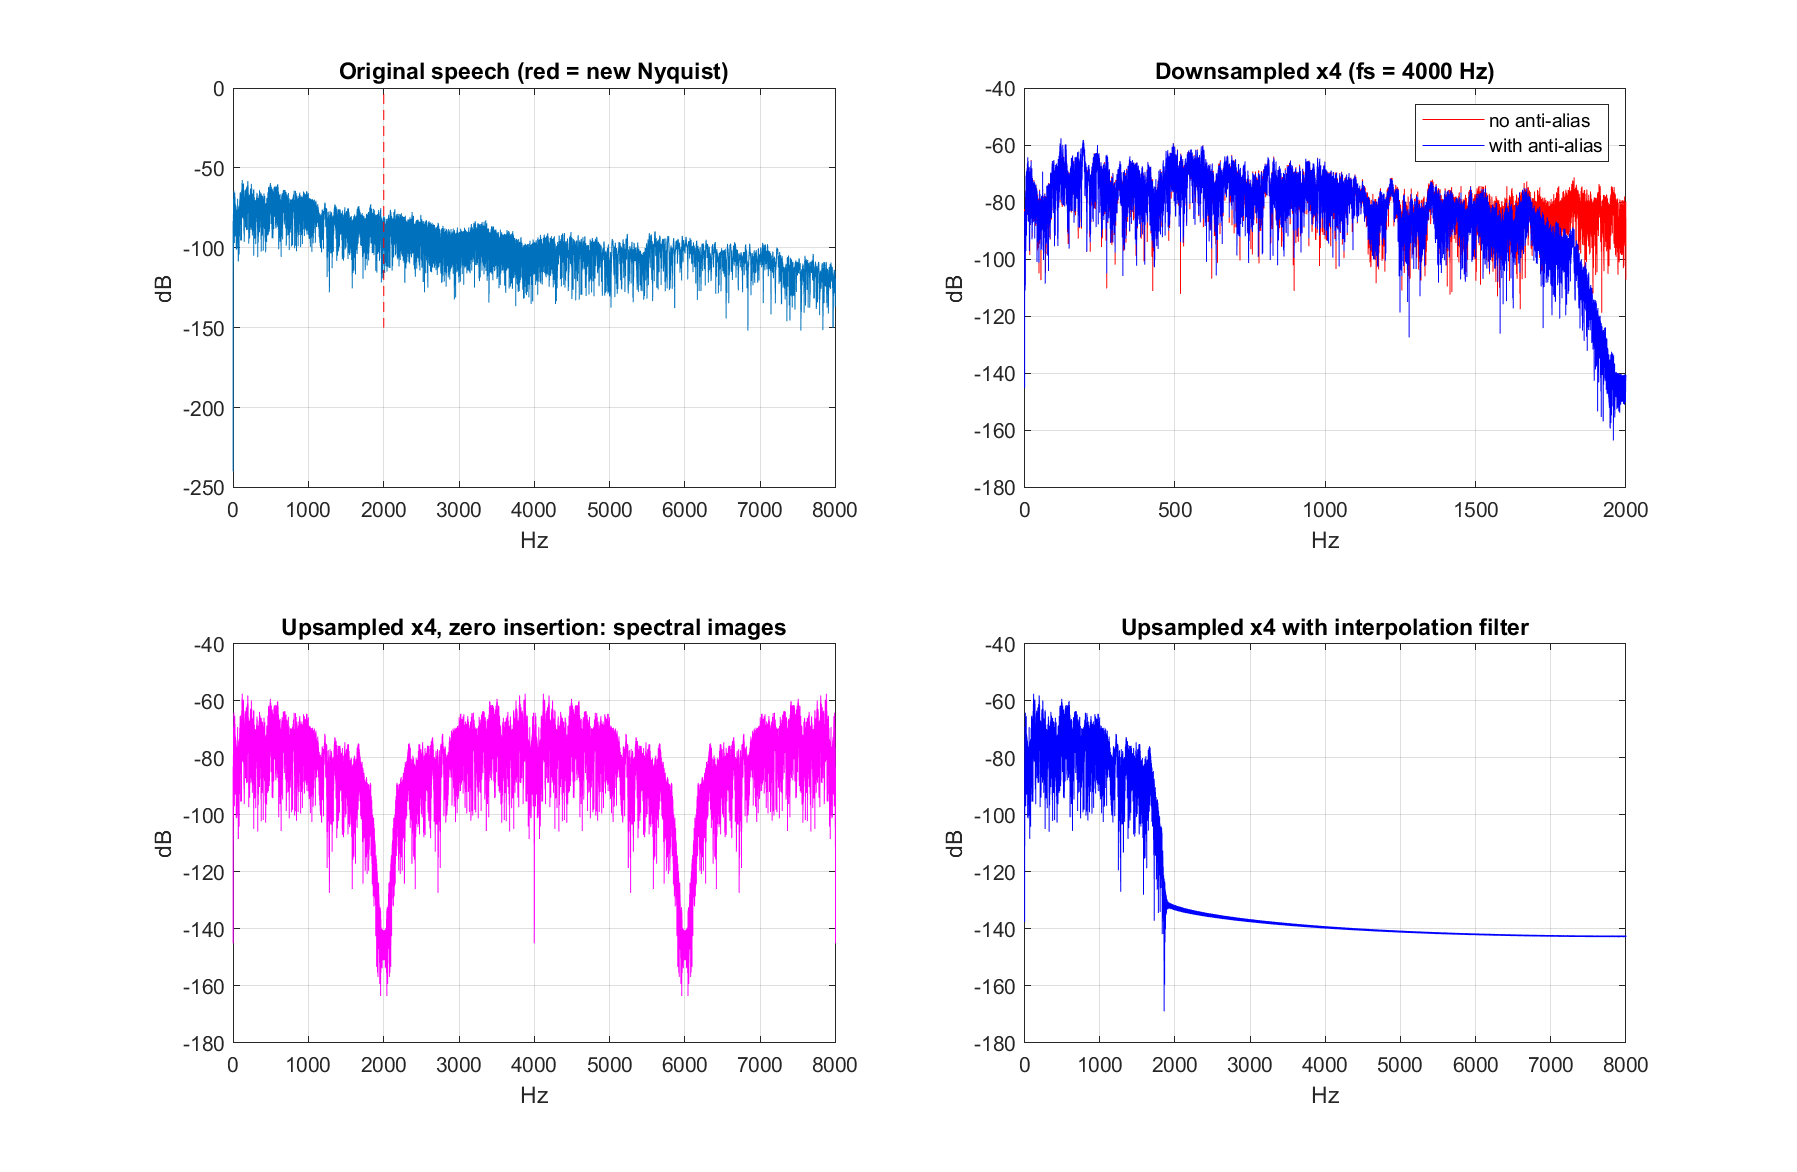 Original speech (red = new Nyquist)
0
-50
-100
-150
-200
-250
dB
0 1000 2000 3000 4000 5000 6000 7000 8000
Hz
Downsampled x4 (fs = 4000 Hz)
no anti-alias
with anti-alias
-40
-60
-80
-100
-120
-140
-160
-180
dB
0 500 1000 1500 2000
Hz
Upsampled x4, zero insertion: spectral images
-40
-60
-80
-100
-120
-140
-160
-180
dB
0 1000 2000 3000 4000 5000 6000 7000 8000
Hz
Upsampled x4 with interpolation filter
-40
-60
-80
-100
-120
-140
-160
-180
dB
0 1000 2000 3000 4000 5000 6000 7000 8000
Hz